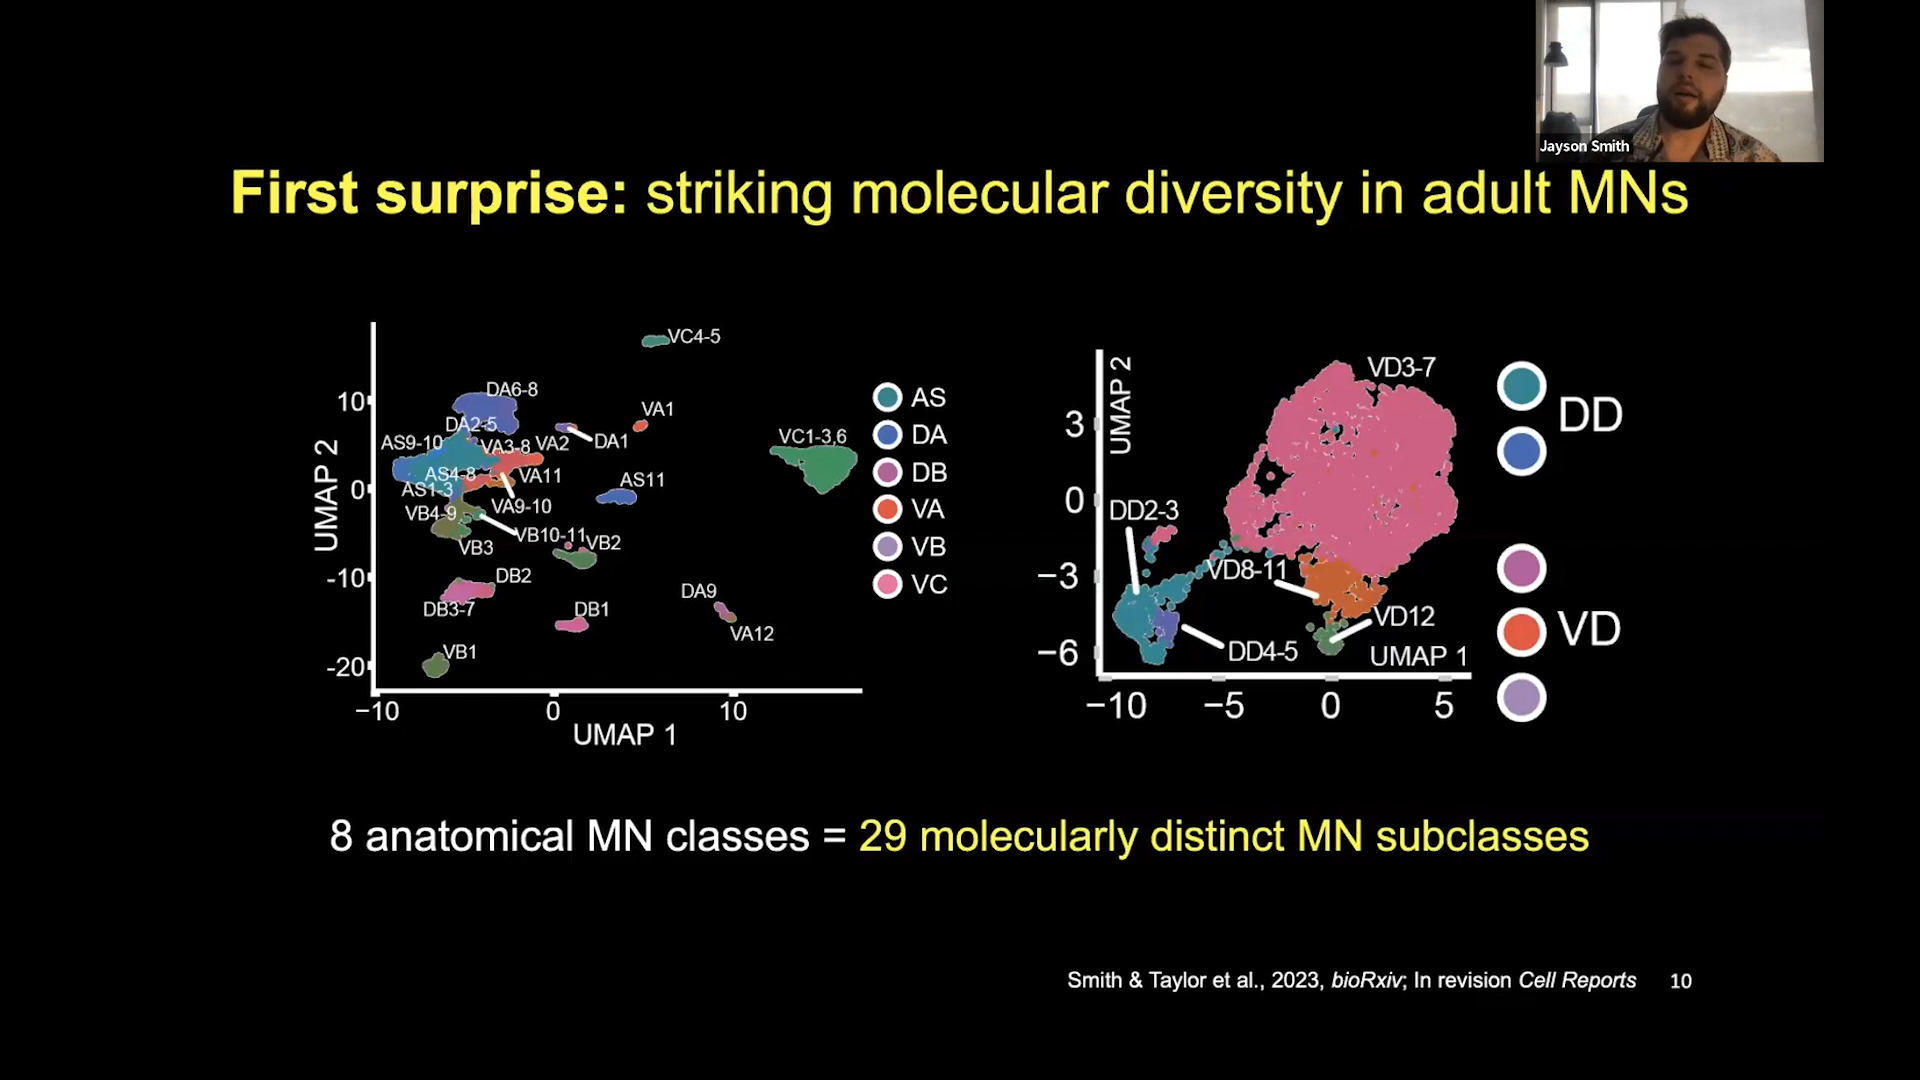 Jayson Smith
First surprise: striking molecular diversity in adult MNs
UMAP 2
10
0
-10
-20
−10
0
10
UMAP 1
VC4-5
DA6-8
DA2-5
VA1
AS9-10
VA3-8
VA2
DA1
VC1-3,6
AS4-8
VA11
AS11
AS1-3
VA9-10
VB4-9
VB10-11
VB2
VB3
DB2
DB3-7
DA9
DB1
VA12
VB1
AS
DA
DB
VA
VB
VC
UMAP 2
3
0
−3
−6
−10
−5
0
5
UMAP 1
VD3-7
DD2-3
VD8-11
VD12
DD4-5
DD
VD
8 anatomical MN classes = 29 molecularly distinct MN subclasses
Smith & Taylor et al., 2023, bioRxiv; In revision Cell Reports 10